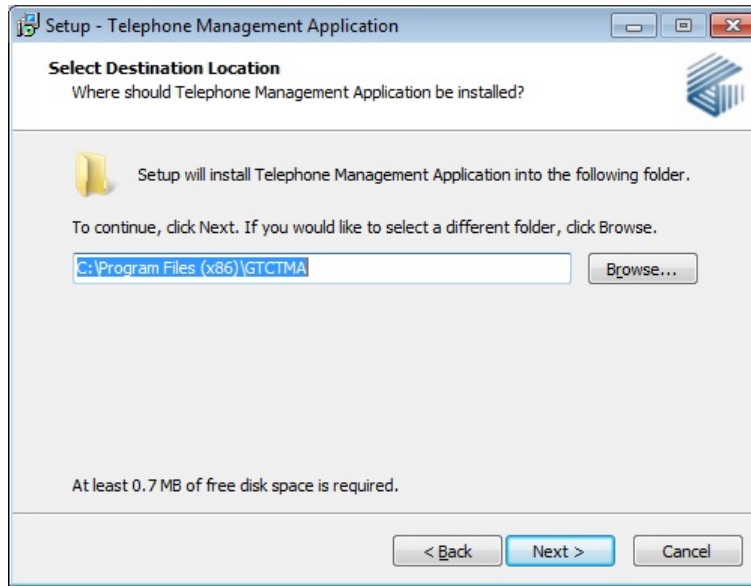 Setup - Telephone Management Application
Select Destination Location
Where should Telephone Management Application be installed?
Setup will install Telephone Management Application into the following folder.
To continue, click Next. If you would like to select a different folder, click Browse.
C:\Program Files (x86)\GTCTMA
Browse...
At least 0.7 MB of free disk space is required.
< Back
Next >
Cancel